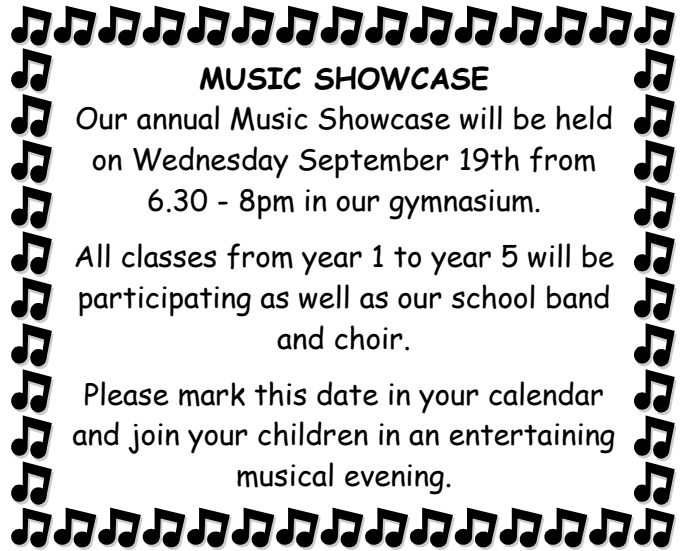 MUSIC SHOWCASE
Our annual Music Showcase will be held
on Wednesday September 19th from
6.30 - 8pm in our gymnasium.
All classes from year 1 to year 5 will be
participating as well as our school band
and choir.
Please mark this date in your calendar
and join your children in an entertaining
musical evening.